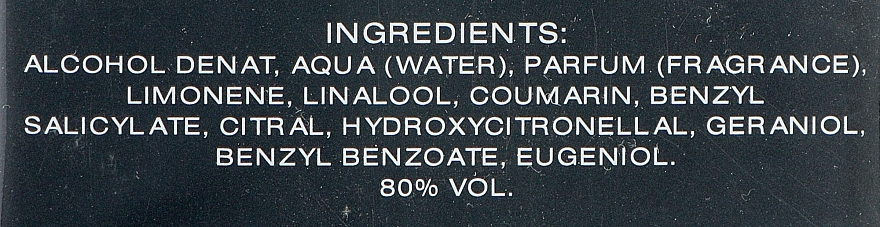 INGREDIENTS:
ALCOHOL DENAT, AQUA (WATER), PARFUM (FRAGRANCE),
LIMONENE, LINALOOL, COUMARIN, BENZYL
SALICYLATE, CITRAL, HYDROXYCITRONELLAL, GERANIOL,
BENZYL BENZOATE, EUGENIOL.
80% VOL.